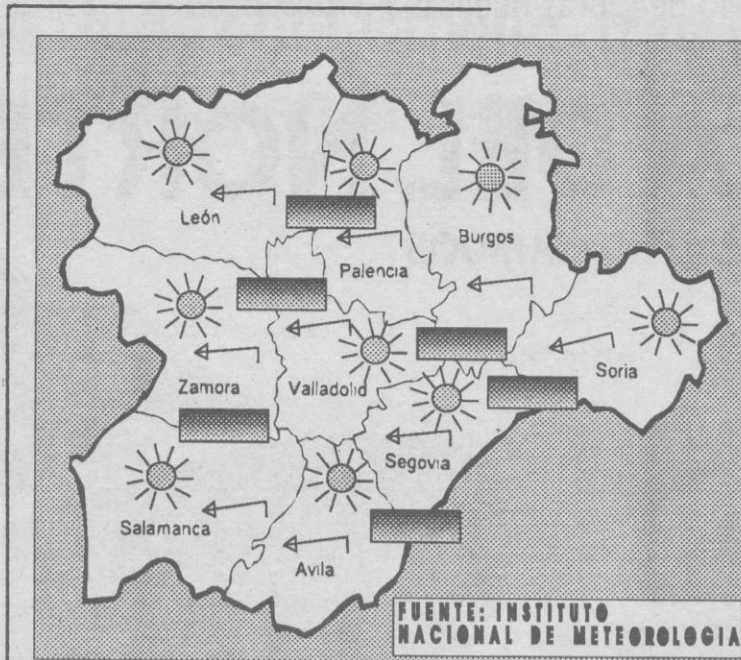 León
Burgos
Palencia
Soria
Zamora
Valladolid
Segovia
Salamanca
Avila
FUENTE: INSTITUTO
NACIONAL DE METEOROLOGIA